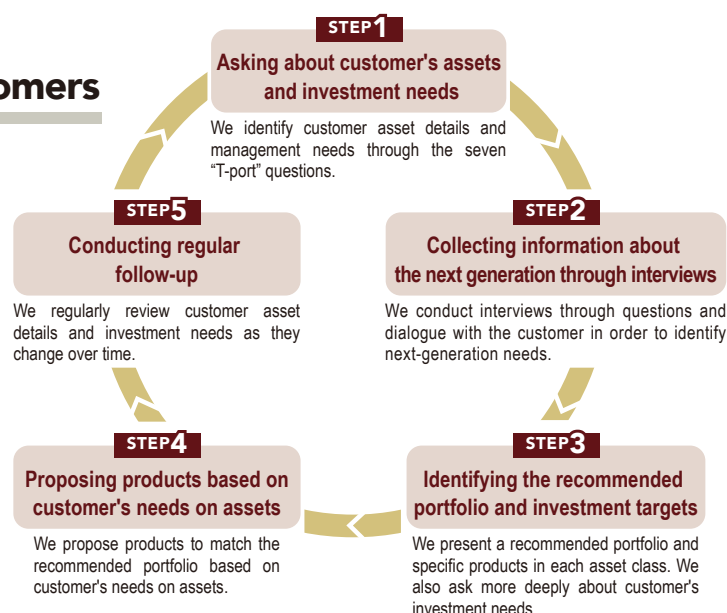 STEP1
Asking about customer's assets
and investment needs
omers
We identify customer asset details and
management needs through the seven
“T-port” questions.
STEP2
Collecting information about
the next generation through interviews
We conduct interviews through questions and
dialogue with the customer in order to identify
next-generation needs.
STEP3
Identifying the recommended
portfolio and investment targets
We present a recommended portfolio and
specific products in each asset class. We
also ask more deeply about customer's
investment needs
STEP4
Proposing products based on
customer's needs on assets
We propose products to match the
recommended portfolio based on
customer's needs on assets.
STEP5
Conducting regular
follow-up
We regularly review customer asset
details and investment needs as they
change over time.